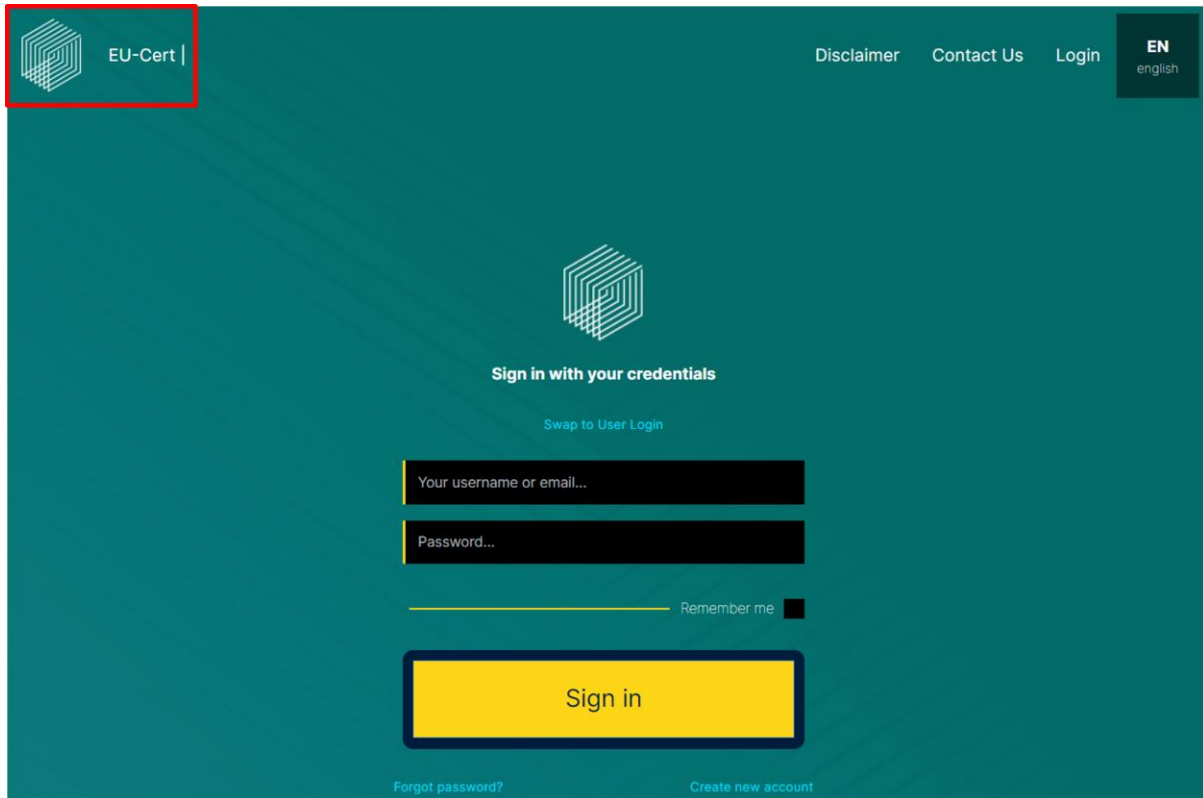 EU-Cert |
Disclaimer Contact Us Login EN
english
Sign in with your credentials
Swap to User Login
Your username or email...
Password...
Remember me
Sign in
Forgot password? Create new account